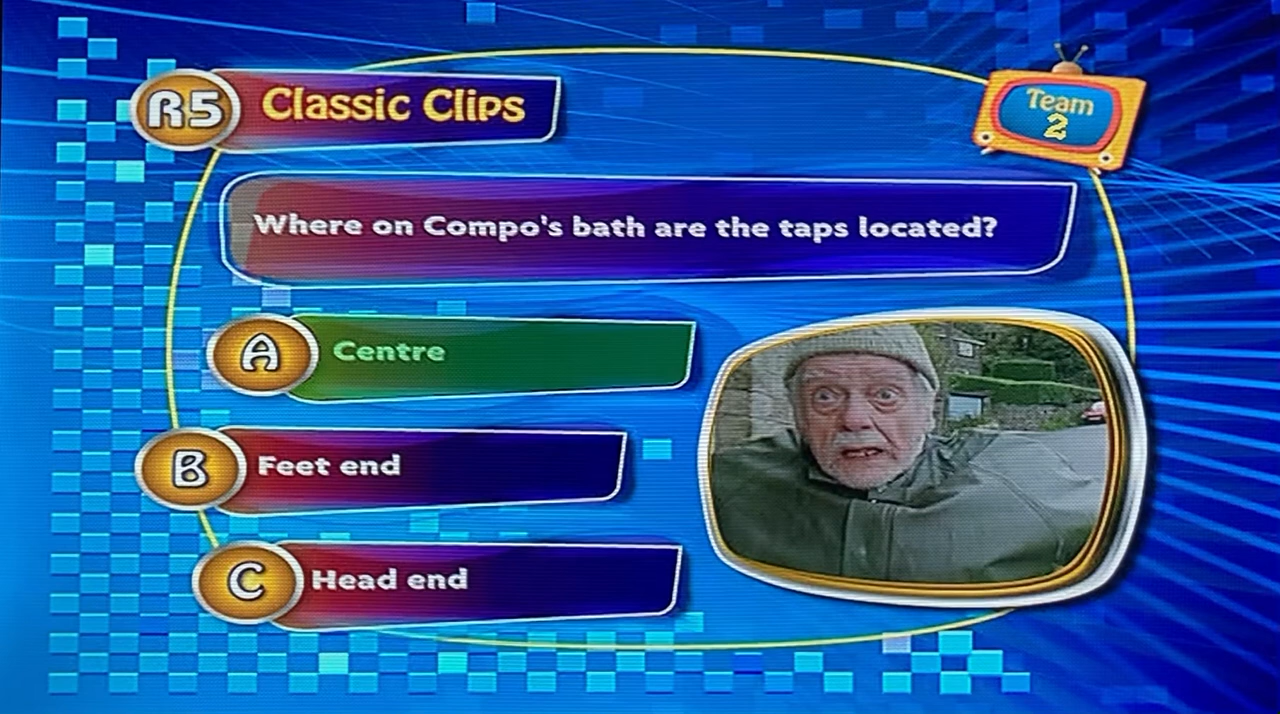 R5
Classic Clips
Team
2
Where on Compo's bath are the taps located?
A
Centre
B
Feet end
C
Head end